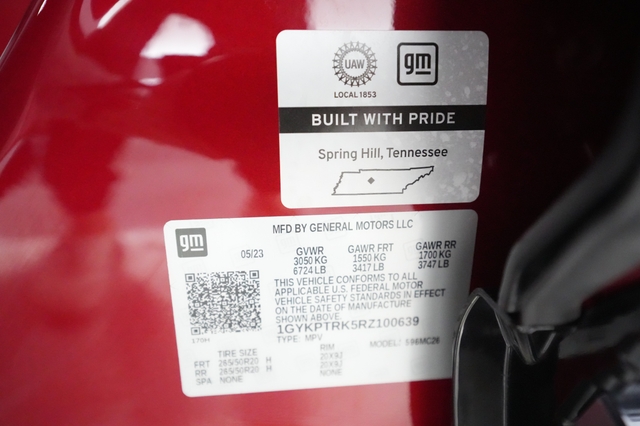 UAW
gm
LOCAL 1853
BUILT WITH PRIDE
Spring Hill, Tennessee
gm
MFD BY GENERAL MOTORS LLC
05/23 GVWR GAWR FRT GAWR RR
3050 KG 1550 KG 1700 KG
6724 LB 3417 LB 3747 LB
THIS VEHICLE CONFORMS TO ALL
APPLICABLE U.S. FEDERAL MOTOR
VEHICLE SAFETY STANDARDS IN EFFECT
ON THE DATE OF MANUFACTURE
SHOWN ABOVE.
1GYKPTRK5RZ100639
TYPE: MPV MODEL: 596MC26
TIRE SIZE RIM
FRT 265/50R20 H 20X9J
RR 265/50R20 H 20X9J
SPA NONE NONE